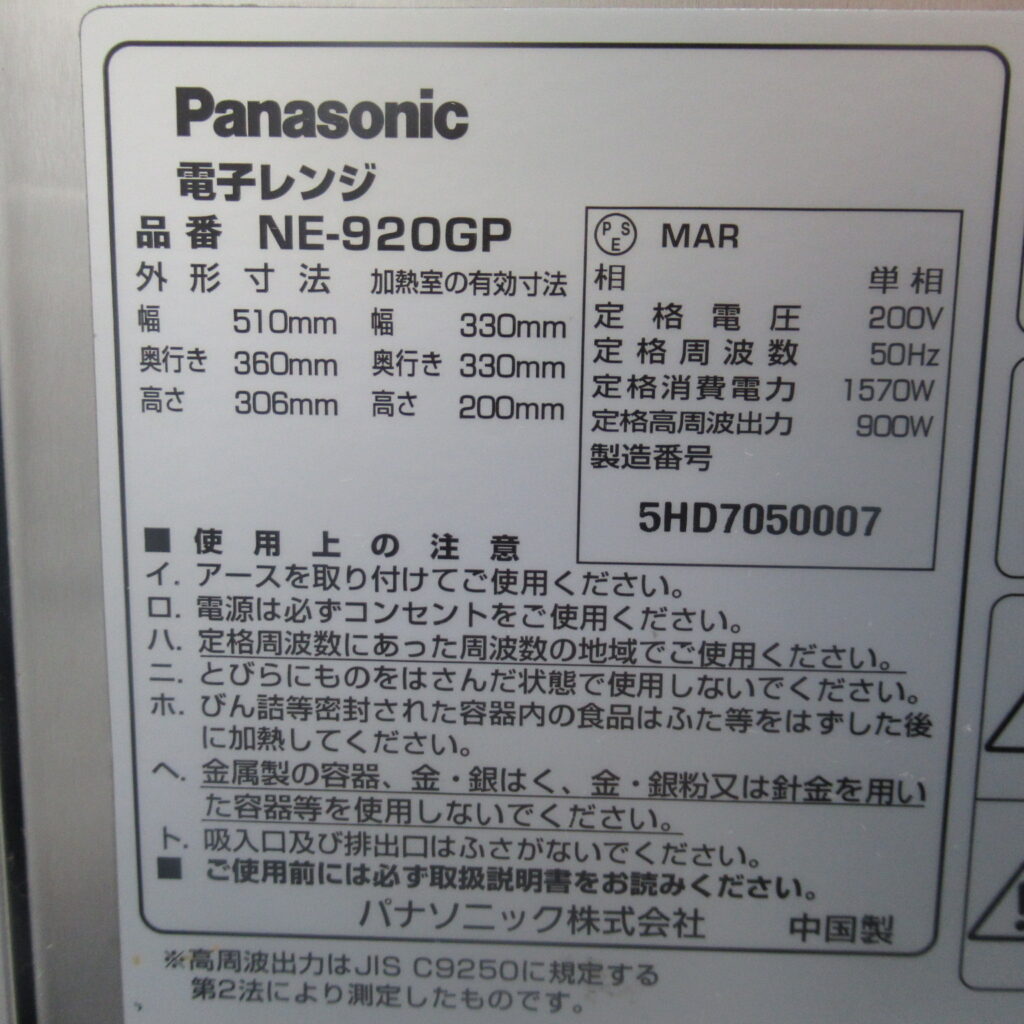 Panasonic
電子レンジ
品番 NE-920GP
外形寸法 加熱室の有効寸法
幅 510mm 幅 330mm
奥行き 360mm 奥行き 330mm
高さ 306mm 高さ 200mm
PSE MAR
相 単相
定格電圧 200V
定格周波数 50Hz
定格消費電力 1570W
定格高周波出力 900W
製造番号
5HD7050007
■ 使用上の注意
イ. アースを取り付けてご使用ください。
ロ. 電源は必ずコンセントをご使用ください。
ハ. 定格周波数にあった周波数の地域でご使用ください。
ニ. とびらにものをはさんだ状態で使用しないでください。
ホ. びん詰等密封された容器内の食品はふた等をはずした後
に加熱してください。
ヘ. 金属製の容器、金・銀はく、金・銀粉又は針金を用い
た容器等を使用しないでください。
ト. 吸入口及び排出口はふさがないでください。
■ ご使用前には必ず取扱説明書をお読みください。
パナソニック株式会社 中国製
※高周波出力はJIS C9250に規定する
第2法により測定したものです。